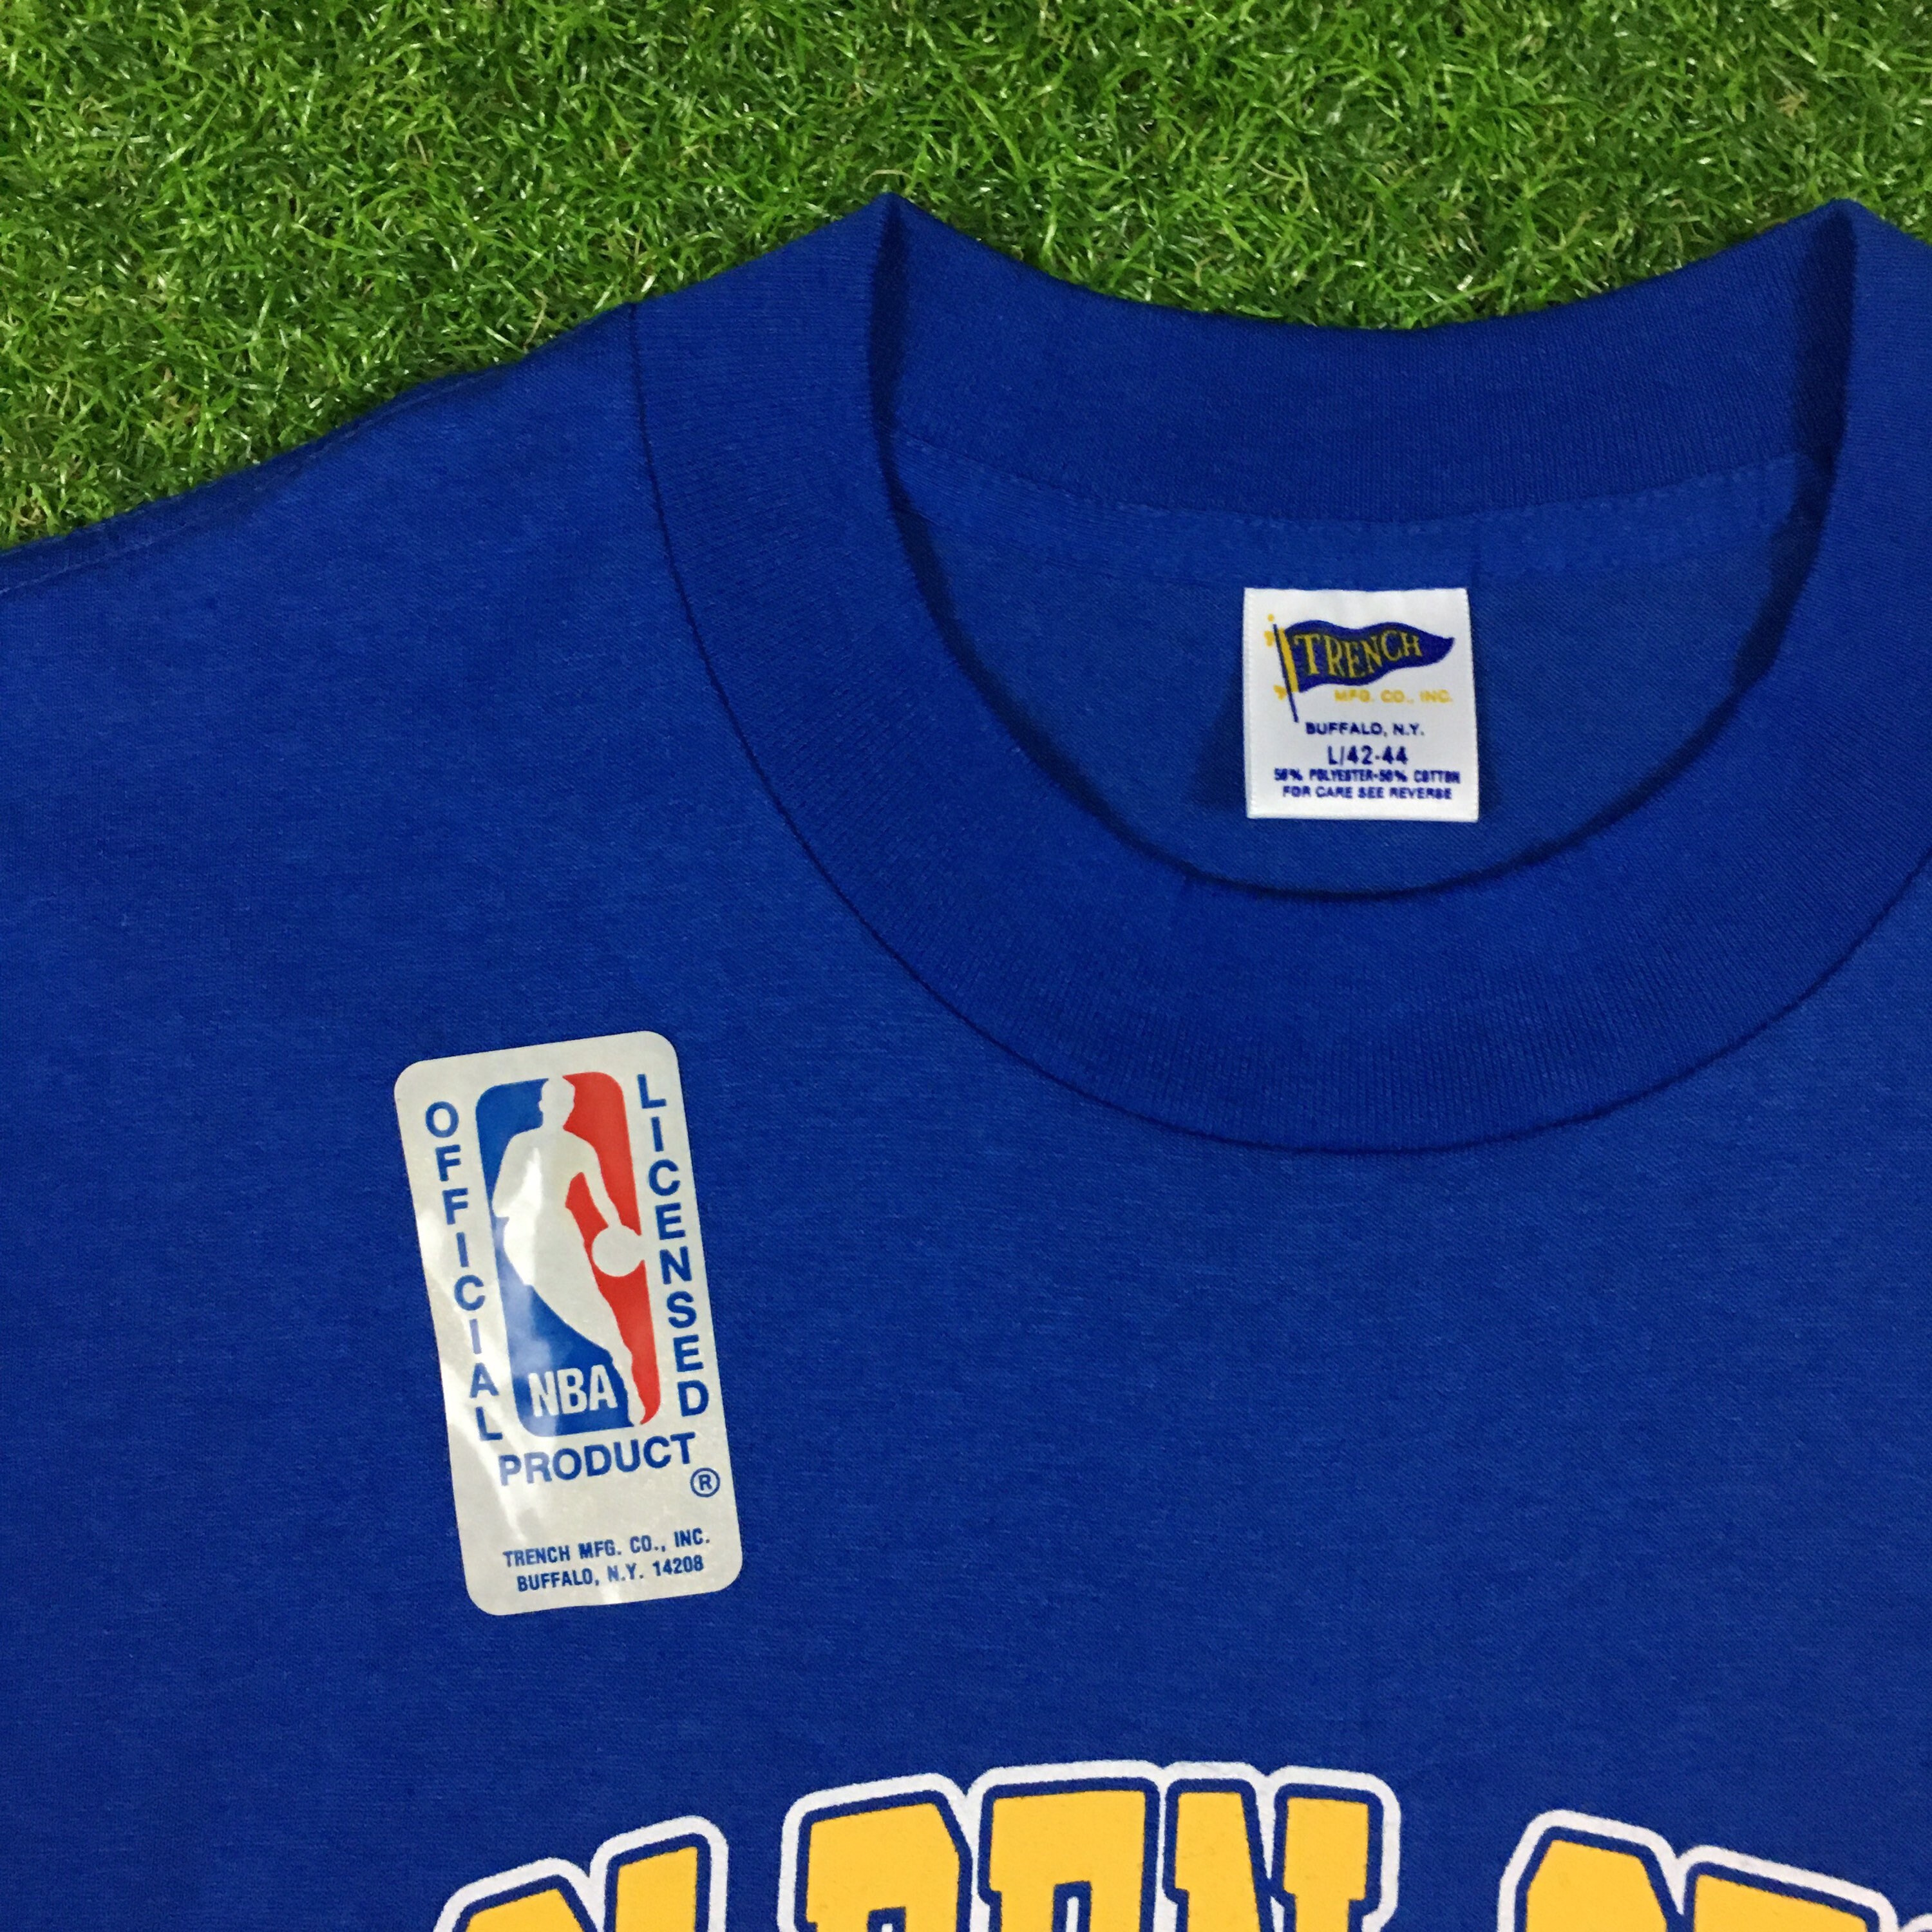 TRENCH
MFG. CO., INC.
BUFFALO, N.Y.
L/42-44
50% POLYESTER-50% COTTON
FOR CARE SEE REVERSE
OFFICIAL
LICENSED
NBA
PRODUCT
®
TRENCH MFG. CO., INC.
BUFFALO, N.Y. 14208